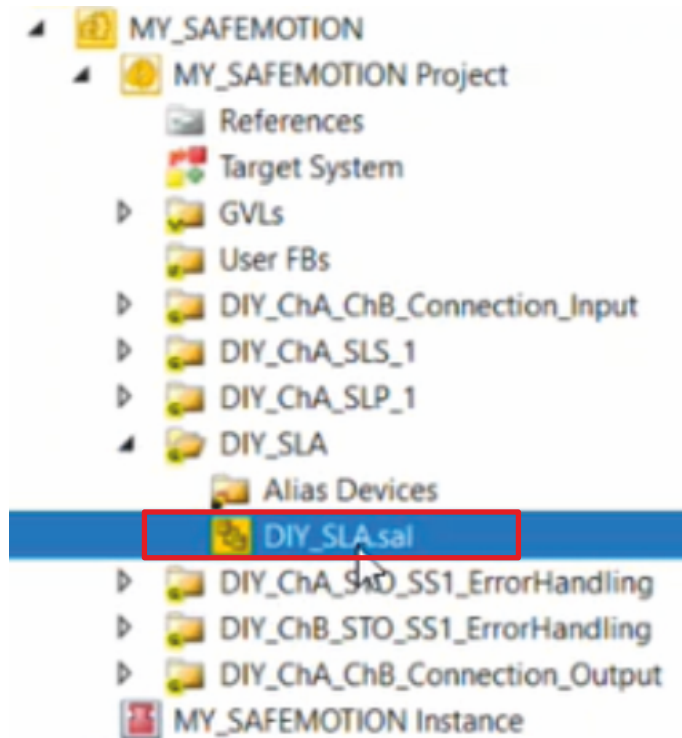 MY_SAFEMOTION
MY_SAFEMOTION Project
References
Target System
GVLs
User FBs
DIY_ChA_ChB_Connection_Input
DIY_ChA_SLS_1
DIY_ChA_SLP_1
DIY_SLA
Alias Devices
DIY_SLA.sal
DIY_ChA_STO_SS1_ErrorHandling
DIY_ChB_STO_SS1_ErrorHandling
DIY_ChA_ChB_Connection_Output
MY_SAFEMOTION Instance